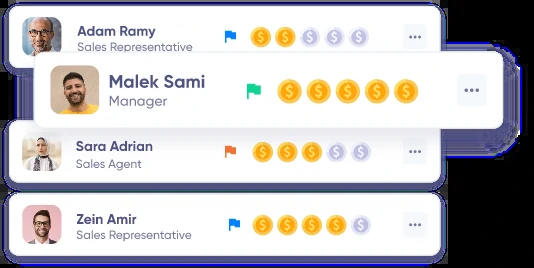 Adam Ramy
Sales Representative
Malek Sami
Manager
Sara Adrian
Sales Agent
Zein Amir
Sales Representative